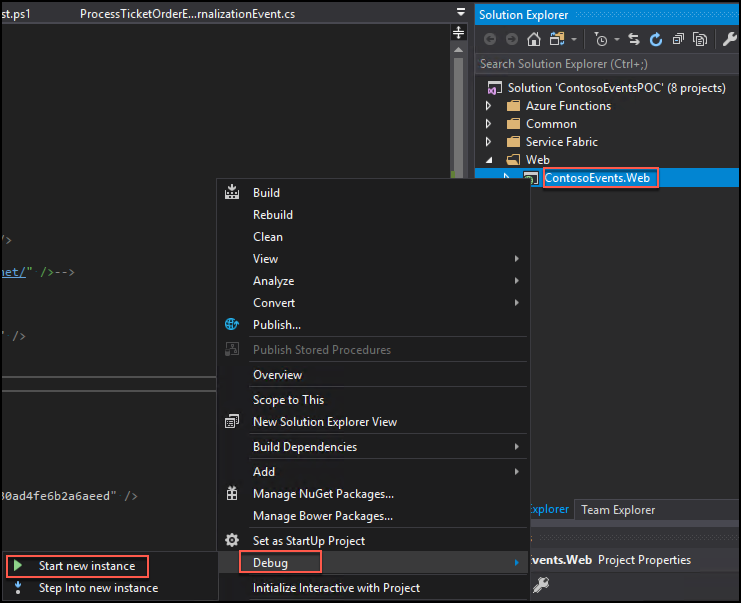 st.ps1
ProcessTicketOrderE...rnalizationEvent.cs
/>
net/" />-->
" />
30ad4fe6b2a6aeed" />
Solution Explorer
Search Solution Explorer (Ctrl+;)
Solution 'ContosoEventsPOC' (8 projects)
Azure Functions
Common
Service Fabric
Web
ContosoEvents.Web
Build
Rebuild
Clean
View
Analyze
Convert
Publish...
Publish Stored Procedures
Overview
Scope to This
New Solution Explorer View
Build Dependencies
Add
Manage NuGet Packages...
Manage Bower Packages...
Set as StartUp Project
Debug
Initialize Interactive with Project
Start new instance
Step Into new instance
xplorer Team Explorer
vents.Web Project Properties